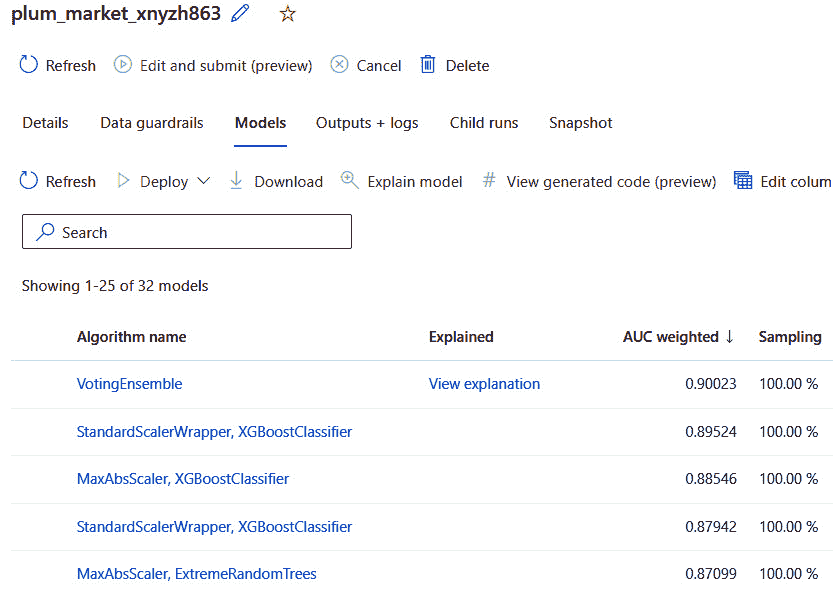 plum_market_xnyzh863
Refresh Edit and submit (preview) Cancel Delete
Details Data guardrails Models Outputs + logs Child runs Snapshot
Refresh Deploy Download Explain model # View generated code (preview) Edit colum
Search
Showing 1-25 of 32 models
Algorithm name Explained AUC weighted ↓ Sampling
VotingEnsemble View explanation 0.90023 100.00 %
StandardScalerWrapper, XGBoostClassifier 0.89524 100.00 %
MaxAbsScaler, XGBoostClassifier 0.88546 100.00 %
StandardScalerWrapper, XGBoostClassifier 0.87942 100.00 %
MaxAbsScaler, ExtremeRandomTrees 0.87099 100.00 %